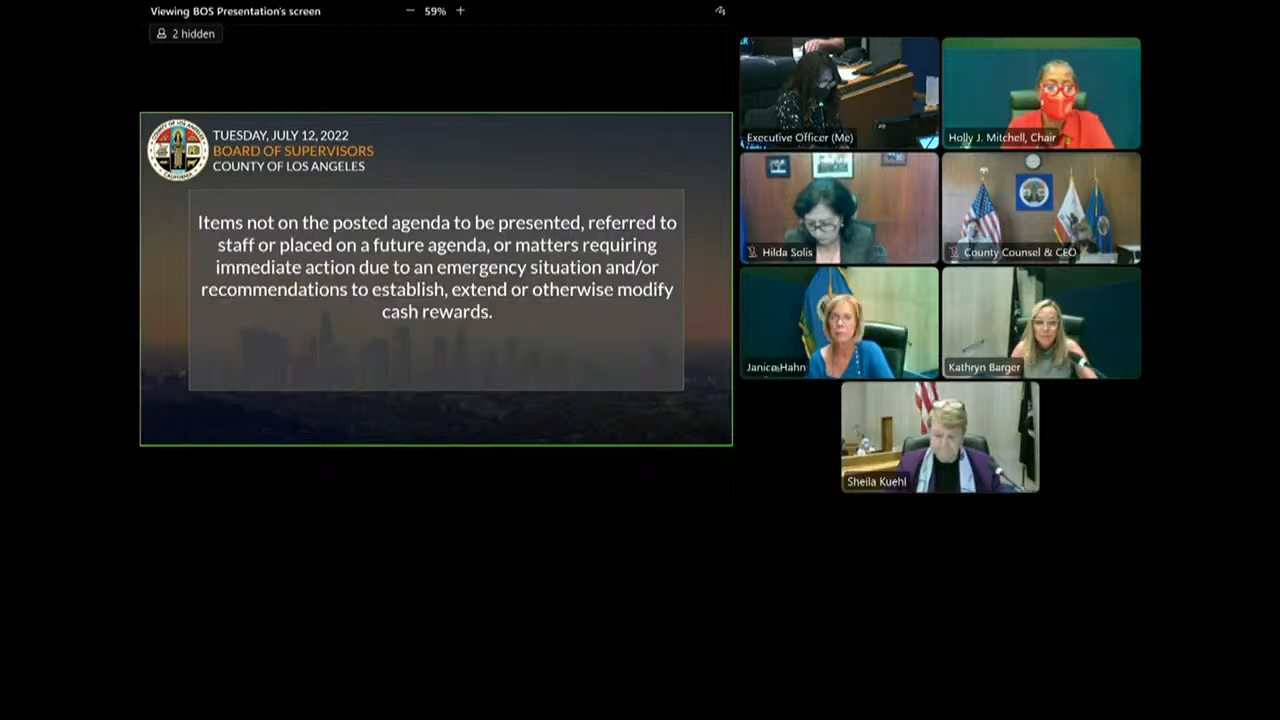 Viewing BOS Presentation's screen
59%
2 hidden
TUESDAY, JULY 12, 2022
BOARD OF SUPERVISORS
COUNTY OF LOS ANGELES
Items not on the posted agenda to be presented, referred to
staff or placed on a future agenda, or matters requiring
immediate action due to an emergency situation and/or
recommendations to establish, extend or otherwise modify
cash rewards.
Executive Officer (Me)
Holly J. Mitchell, Chair
Hilda Solis
County Counsel & CEO
Janice Hahn
Kathryn Barger
Sheila Kuehl